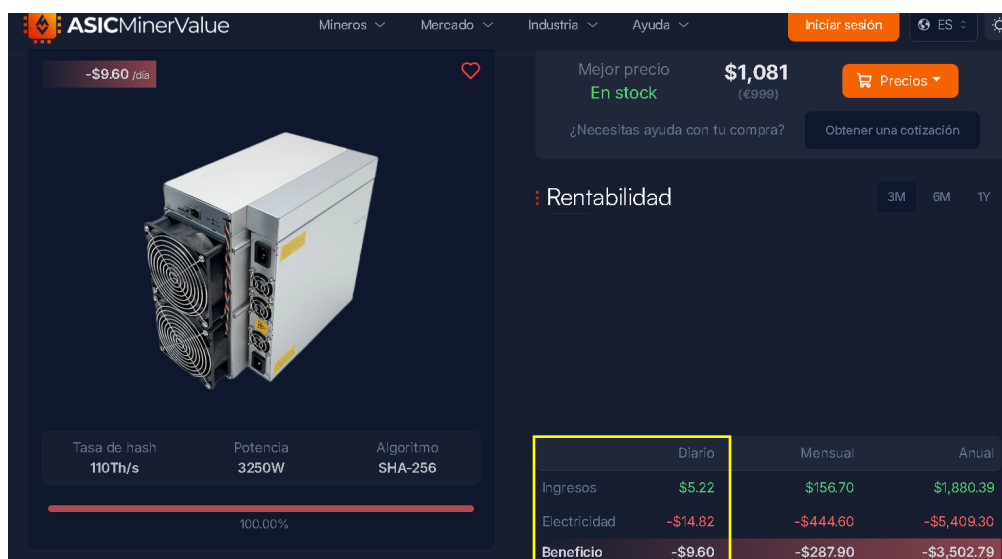 ASICMinerValue
Mineros
Mercado
Industría
Ayuda
Iniciar sesión
ES
-$9.60 /día
Mejor precio
En stock
$1,081
(€999)
Precios
¿Necesitas ayuda con tu compra?
Obtener una cotización
Rentabilidad
3M 6M 1Y
Tasa de hash
110Th/s
Potencia
3250W
Algoritmo
SHA-256
100.00%
Diario Mensual Anual
Ingresos $5.22 $156.70 $1,880.39
Electricidad -$14.82 -$444.60 -$5,409.30
Beneficio -$9.60 -$287.90 -$3,502.79